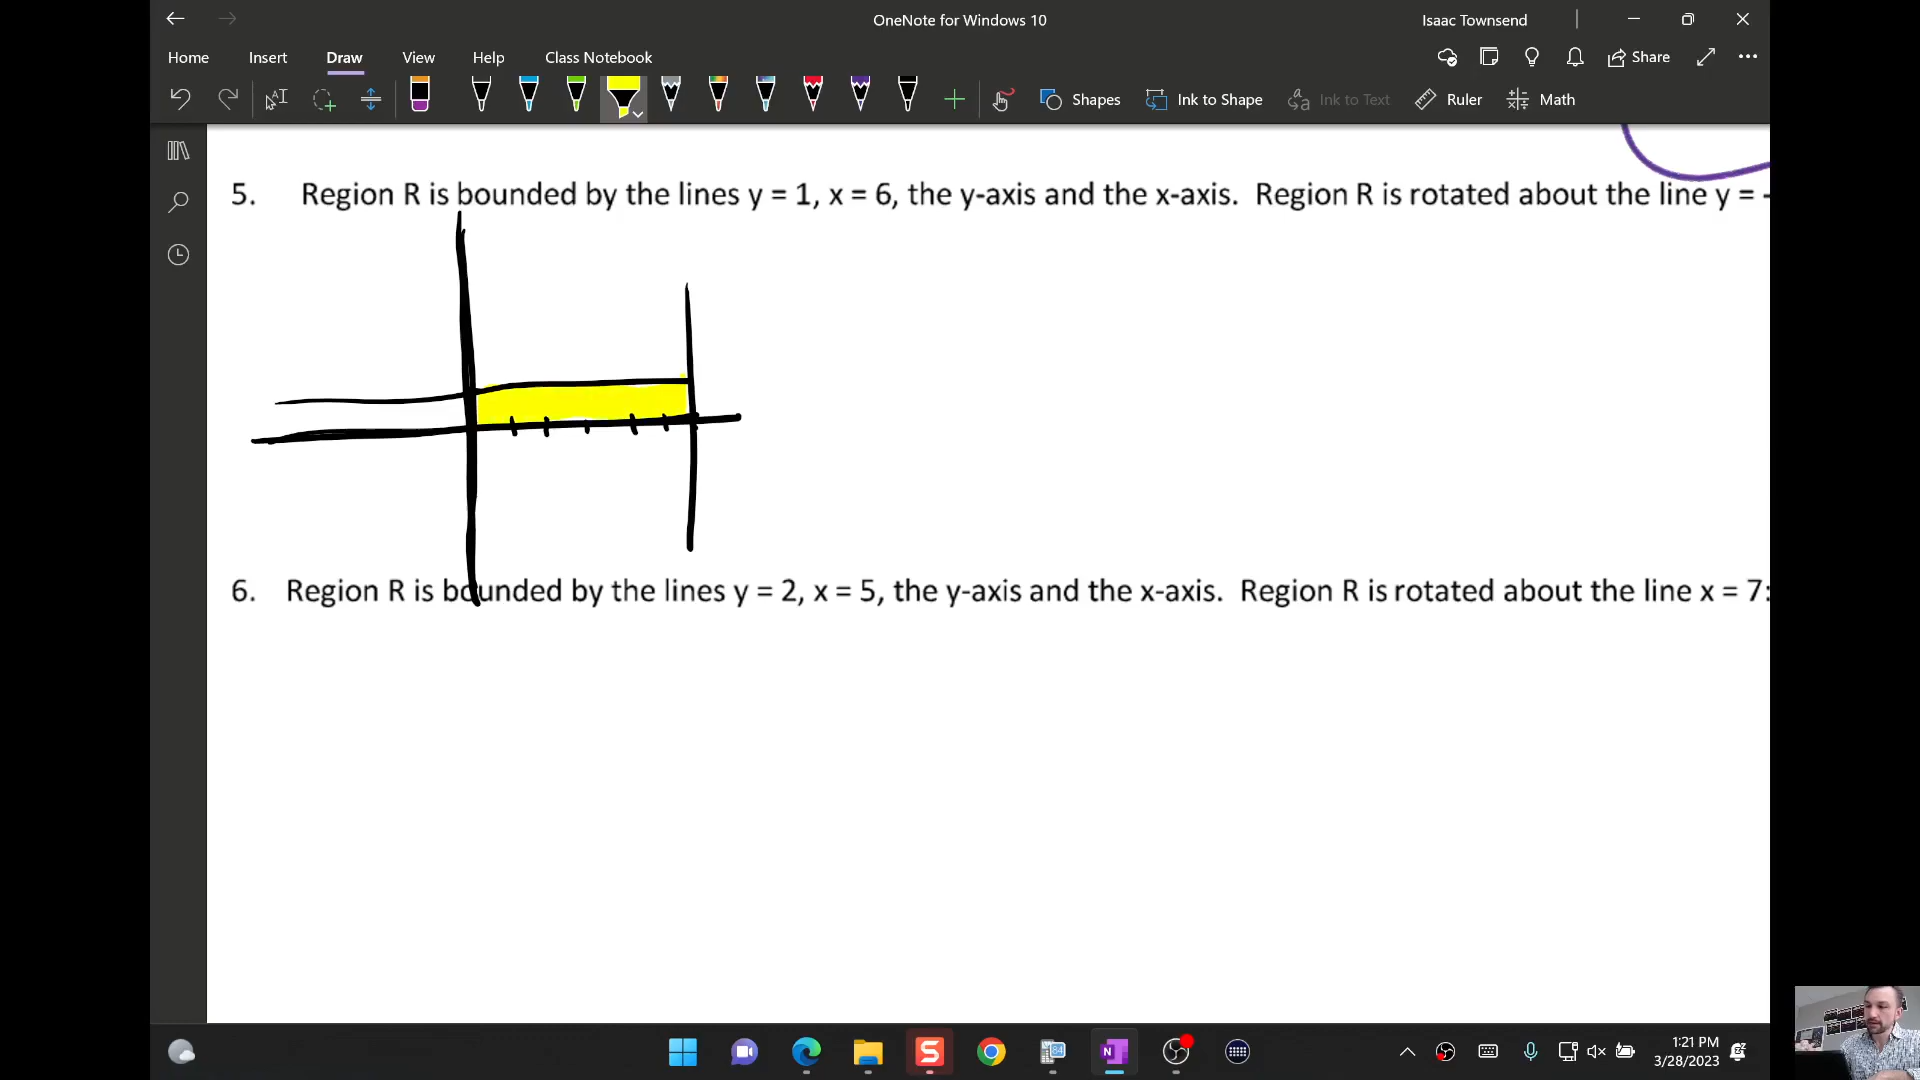 OneNote for Windows 10
Isaac Townsend
Home Insert Draw View Help Class Notebook
Share
Shapes Ink to Shape Ink to Text Ruler Math
5. Region R is bounded by the lines y = 1, x = 6, the y-axis and the x-axis. Region R is rotated about the line y = -
6. Region R is bounded by the lines y = 2, x = 5, the y-axis and the x-axis. Region R is rotated about the line x = 7:
1:21 PM
3/28/2023